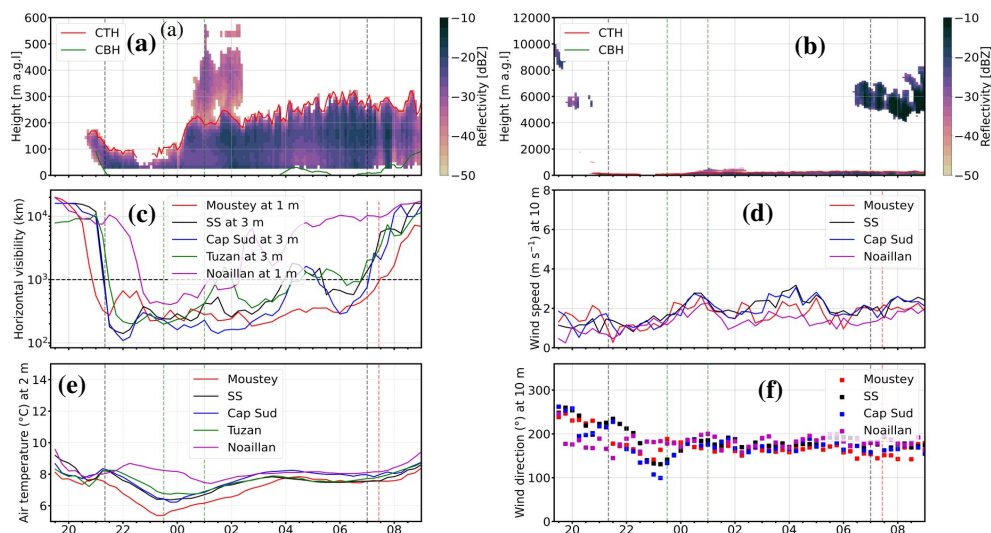 600
500
400
300
200
100
0
Height [m a.g.l]
CTH
CBH
(a)
(a)
−10
−20
−30
−40
−50
Reflectivity [dBZ]
12000
10000
8000
6000
4000
2000
0
Height [m a.g.l]
CTH
CBH
(b)
−10
−20
−30
−40
−50
Reflectivity [dBZ]
10⁴
10³
10²
Horizontal visibility (km)
(c)
Moustey at 1 m
SS at 3 m
Cap Sud at 3 m
Tuzan at 3 m
Noaillan at 1 m
8
6
4
2
0
Wind speed (m s⁻¹) at 10 m
(d)
Moustey
SS
Cap Sud
Noaillan
14
12
10
8
6
Air temperature (°C) at 2 m
(e)
Moustey
SS
Cap Sud
Tuzan
Noaillan
20 22 00 02 04 06 08
300
200
100
0
Wind direction (°) at 10 m
(f)
Moustey
SS
Cap Sud
Noaillan
20 22 00 02 04 06 08